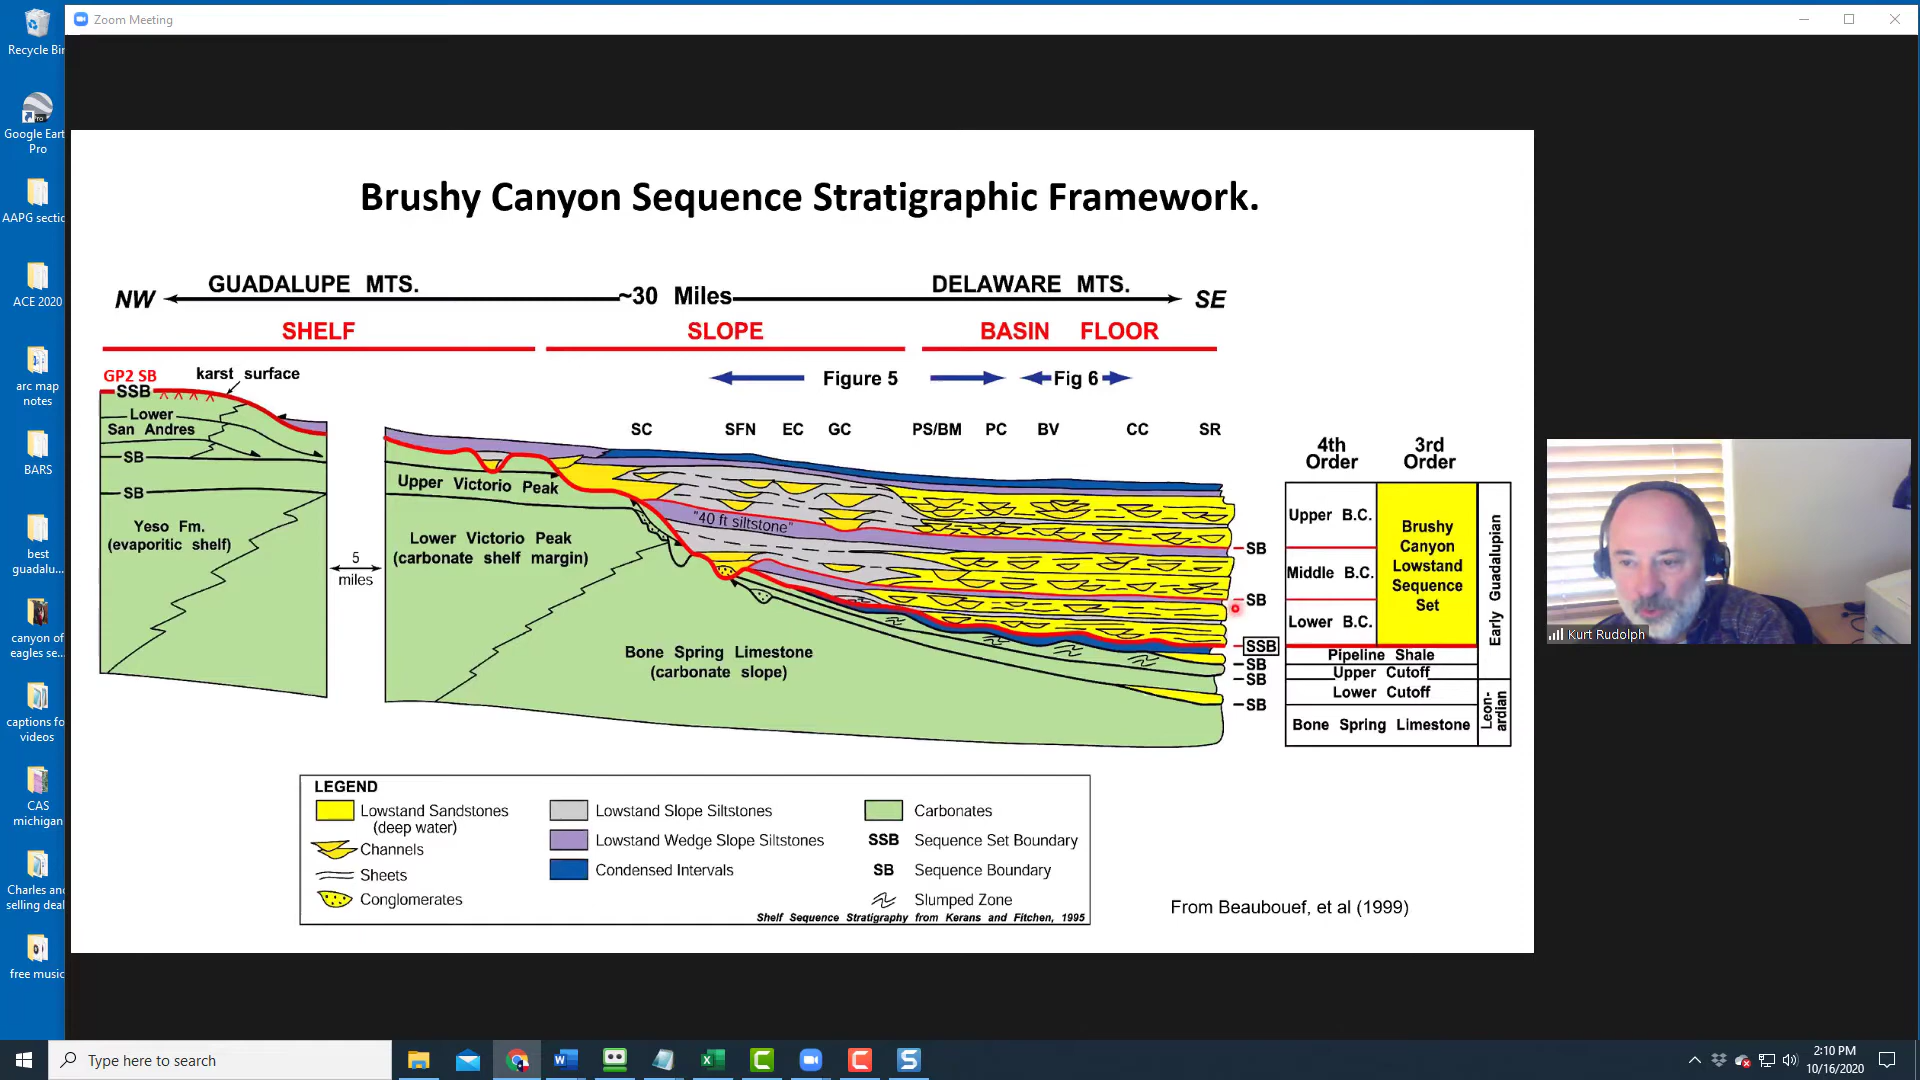 Recycle Bin
Zoom Meeting
Google Earth
Pro
AAPG sectio
ACE 2020
arc map
notes
BARS
best
guadalu...
canyon of
eagles se...
captions fo
videos
CAS
michigan
Charles and
selling deal
free music
Brushy Canyon Sequence Stratigraphic Framework.
NW GUADALUPE MTS. ~30 Miles DELAWARE MTS. SE
SHELF SLOPE BASIN FLOOR
GP2 SB karst surface
Figure 5 Fig 6
SSB
Lower
San Andres
SB
SB
Yeso Fm.
(evaporitic shelf)
5
miles
SC SFN EC GC PS/BM PC BV CC SR
Upper Victorio Peak
Lower Victorio Peak
(carbonate shelf margin)
"40 ft siltstone"
Bone Spring Limestone
(carbonate slope)
SB
SB
SSB
SB
SB
SB
4th
Order
3rd
Order
Upper B.C.
Middle B.C.
Lower B.C.
Brushy
Canyon
Lowstand
Sequence
Set
Early Guadalupian
Pipeline Shale
Upper Cutoff
Lower Cutoff
Bone Spring Limestone
Leon-
ardian
LEGEND
Lowstand Sandstones
(deep water)
Channels
Sheets
Conglomerates
Lowstand Slope Siltstones
Lowstand Wedge Slope Siltstones
Condensed Intervals
Carbonates
SSB Sequence Set Boundary
SB Sequence Boundary
Slumped Zone
Shelf Sequence Stratigraphy from Kerans and Fitchen, 1995
From Beaubouef, et al (1999)
Kurt Rudolph
Type here to search
2:10 PM
10/16/2020